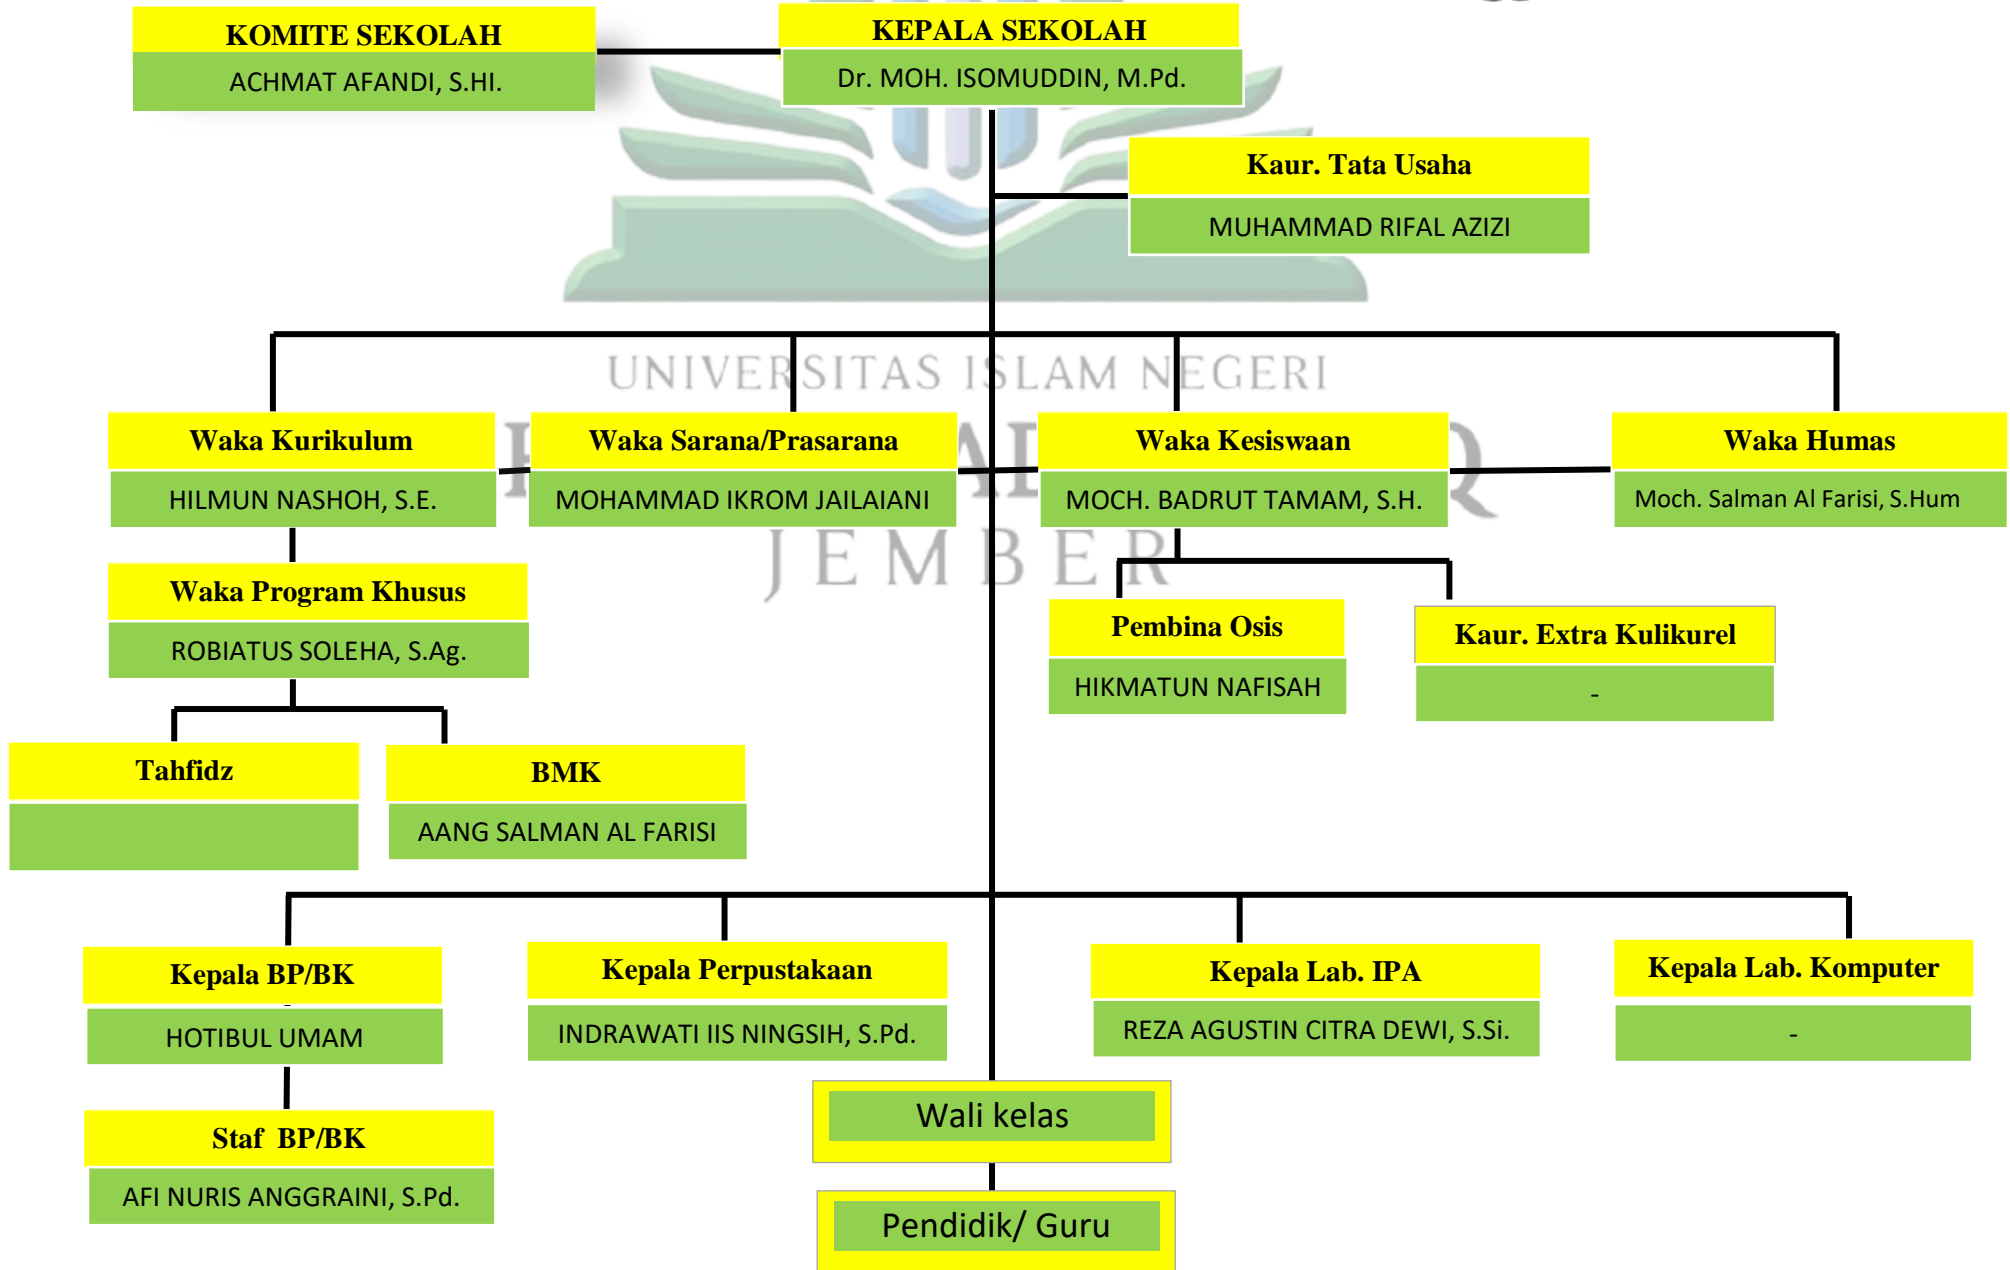 KOMITE SEKOLAH
ACHMAT AFANDI, S.HI.
KEPALA SEKOLAH
Dr. MOH. ISOMUDDIN, M.Pd.
Kaur. Tata Usaha
MUHAMMAD RIFAL AZIZI
UNIVERSITAS ISLAM NEGERI
JEMBER
Waka Kurikulum
HILMUN NASHOH, S.E.
Waka Sarana/Prasarana
MOHAMMAD IKROM JAILAIANI
Waka Kesiswaan
MOCH. BADRUT TAMAM, S.H.
Waka Humas
Moch. Salman Al Farisi, S.Hum
Waka Program Khusus
ROBIATUS SOLEHA, S.Ag.
Pembina Osis
HIKMATUN NAFISAH
Kaur. Extra Kulikurel
-
Tahfidz
BMK
AANG SALMAN AL FARISI
Kepala BP/BK
HOTIBUL UMAM
Kepala Perpustakaan
INDRAWATI IIS NINGSIH, S.Pd.
Kepala Lab. IPA
REZA AGUSTIN CITRA DEWI, S.Si.
Kepala Lab. Komputer
-
Staf BP/BK
AFI NURIS ANGGRAINI, S.Pd.
Wali kelas
Pendidik/ Guru